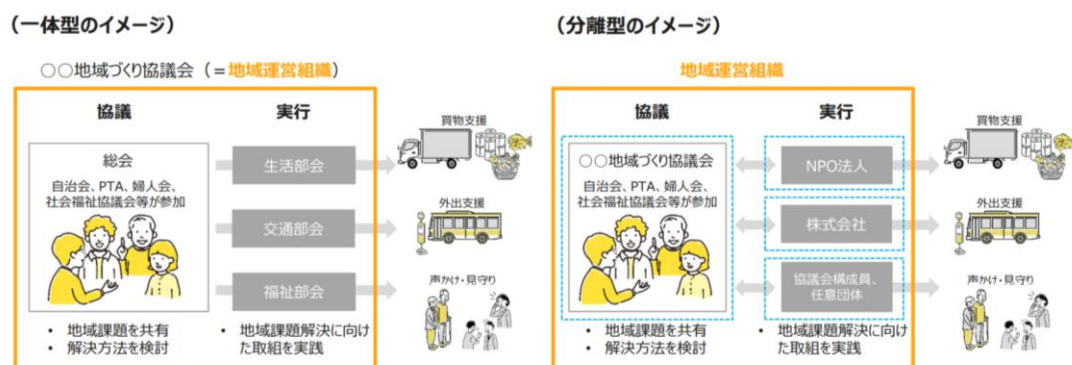 （一体型のイメージ）
○○地域づくり協議会（＝地域運営組織）
協議
実行
総会
自治会、PTA、婦人会、
社会福祉協議会等が参加
生活部会
交通部会
福祉部会
買物支援
外出支援
声かけ・見守り
• 地域課題を共有
• 解決方法を検討
• 地域課題解決に向け
た取組を実践
（分離型のイメージ）
地域運営組織
協議
実行
○○地域づくり協議会
自治会、PTA、婦人会、
社会福祉協議会等が参加
NPO法人
株式会社
協議会構成員、
任意団体
買物支援
外出支援
声かけ・見守り
• 地域課題を共有
• 解決方法を検討
• 地域課題解決に向け
た取組を実践